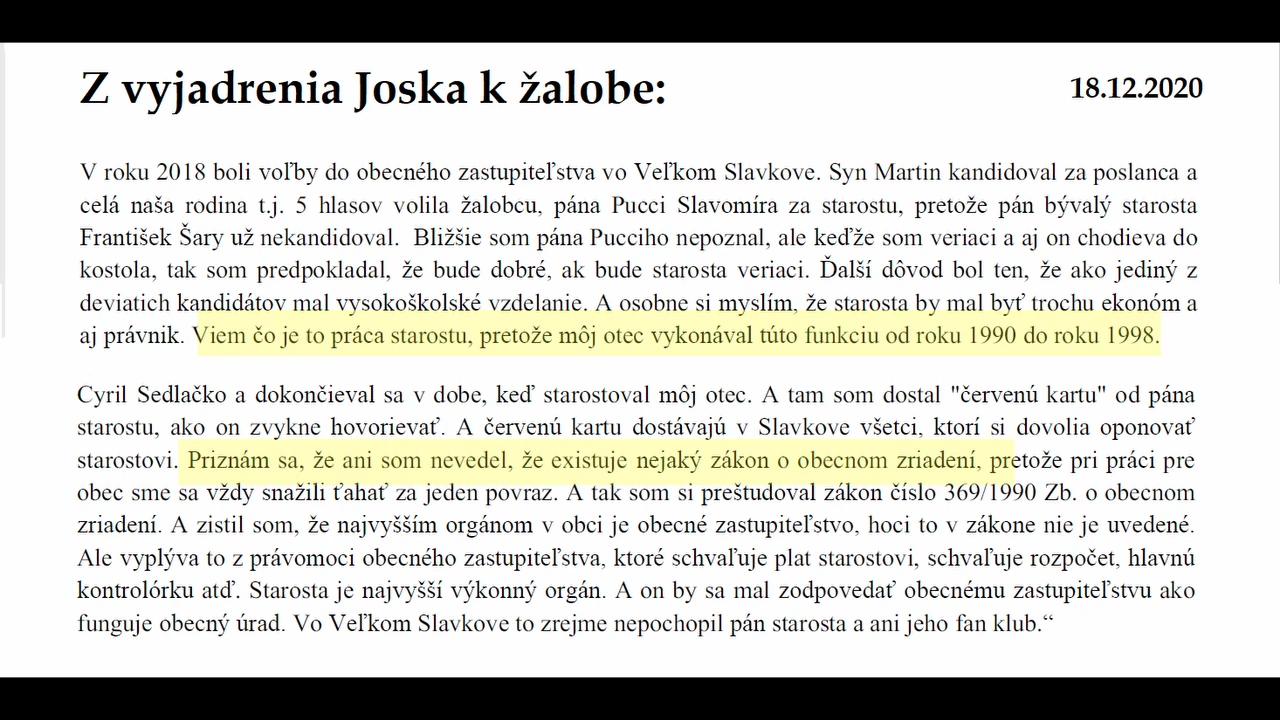 Z vyjadrenia Joska k žalobe:
18.12.2020
V roku 2018 boli voľby do obecného zastupiteľstva vo Veľkom Slavkove. Syn Martin kandidoval za poslanca a
celá naša rodina t.j. 5 hlasov volila žalobcu, pána Pucci Slavomíra za starostu, pretože pán bývalý starosta
František Šary už nekandidoval. Bližšie som pána Pucciho nepoznal, ale keďže som veriaci a aj on chodieva do
kostola, tak som predpokladal, že bude dobré, ak bude starosta veriaci. Ďalší dôvod bol ten, že ako jediný z
deviatich kandidátov mal vysokoškolské vzdelanie. A osobne si myslím, že starosta by mal byť trochu ekonóm a
aj právnik. Viem čo je to práca starostu, pretože môj otec vykonával túto funkciu od roku 1990 do roku 1998.
Cyril Sedlačko a dokončieval sa v dobe, keď starostoval môj otec. A tam som dostal "červenú kartu" od pána
starostu, ako on zvykne hovorievať. A červenú kartu dostávajú v Slavkove všetci, ktorí si dovolia oponovať
starostovi. Priznám sa, že ani som nevedel, že existuje nejaký zákon o obecnom zriadení, pretože pri práci pre
obec sme sa vždy snažili ťahať za jeden povraz. A tak som si preštudoval zákon číslo 369/1990 Zb. o obecnom
zriadení. A zistil som, že najvyšším orgánom v obci je obecné zastupiteľstvo, hoci to v zákone nie je uvedené.
Ale vyplýva to z právomoci obecného zastupiteľstva, ktoré schvaľuje plat starostovi, schvaľuje rozpočet, hlavnú
kontrolórku atď. Starosta je najvyšší výkonný orgán. A on by sa mal zodpovedať obecnému zastupiteľstvu ako
funguje obecný úrad. Vo Veľkom Slavkove to zrejme nepochopil pán starosta a ani jeho fan klub.“